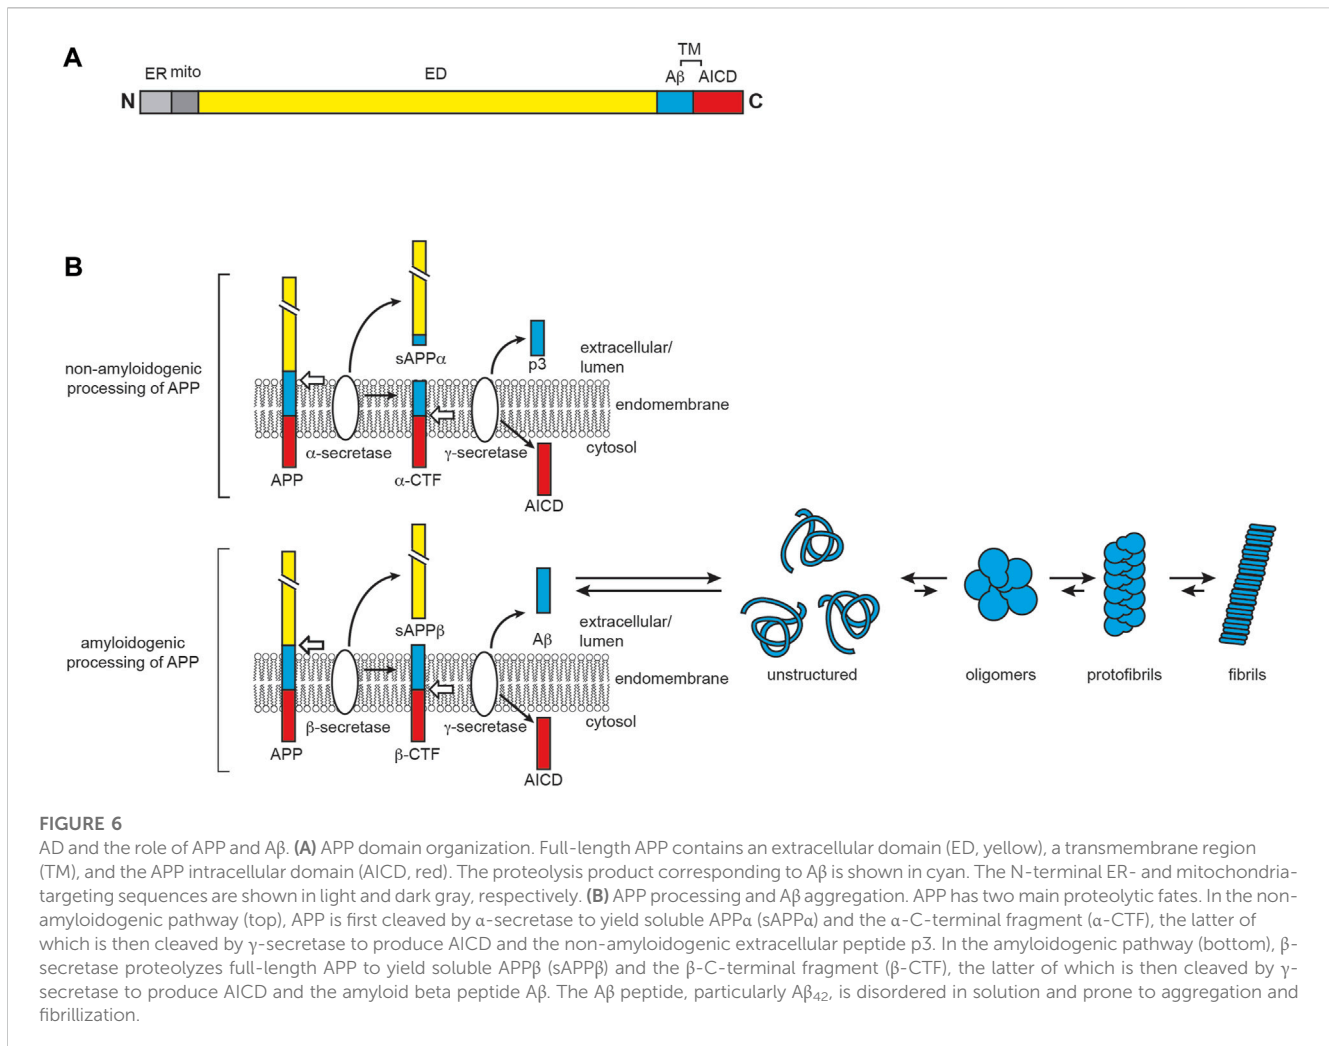 A
TM
ER mito ED Aβ AICD
N C
B
non-amyloidogenic
processing of APP
sAPPα
p3
extracellular/
lumen
endomembrane
cytosol
α-secretase
γ-secretase
APP
α-CTF
AICD
amyloidogenic
processing of APP
sAPPβ
Aβ
extracellular/
lumen
endomembrane
cytosol
β-secretase
γ-secretase
APP
β-CTF
AICD
unstructured
oligomers
protofibrils
fibrils
FIGURE 6
AD and the role of APP and Aβ. (A) APP domain organization. Full-length APP contains an extracellular domain (ED, yellow), a transmembrane region
(TM), and the APP intracellular domain (AICD, red). The proteolysis product corresponding to Aβ is shown in cyan. The N-terminal ER- and mitochondria-
targeting sequences are shown in light and dark gray, respectively. (B) APP processing and Aβ aggregation. APP has two main proteolytic fates. In the non-
amyloidogenic pathway (top), APP is first cleaved by α-secretase to yield soluble APPα (sAPPα) and the α-C-terminal fragment (α-CTF), the latter of
which is then cleaved by γ-secretase to produce AICD and the non-amyloidogenic extracellular peptide p3. In the amyloidogenic pathway (bottom), β-
secretase proteolyzes full-length APP to yield soluble APPβ (sAPPβ) and the β-C-terminal fragment (β-CTF), the latter of which is then cleaved by γ-
secretase to produce AICD and the amyloid beta peptide Aβ. The Aβ peptide, particularly Aβ₄₂, is disordered in solution and prone to aggregation and
fibrillization.